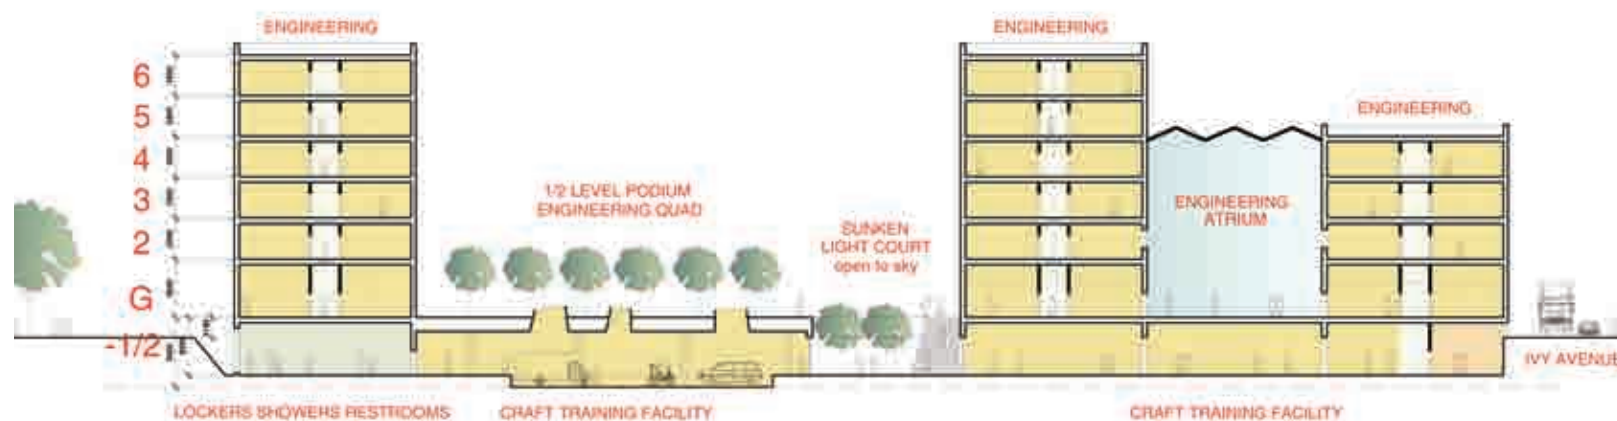 ENGINEERING
ENGINEERING
ENGINEERING
6
5
4
3
2
G
-1/2
1/2 LEVEL PODIUM
ENGINEERING QUAD
SUNKEN
LIGHT COURT
open to sky
ENGINEERING
ATRIUM
IVY AVENUE
LOCKERS SHOWERS RESTROOMS
CRAFT TRAINING FACILITY
CRAFT TRAINING FACILITY